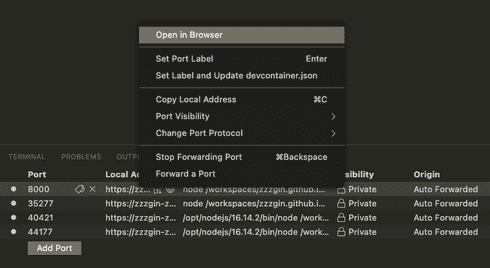 Open in Browser
Set Port Label Enter
Set Label and Update devcontainer.json
Copy Local Address ⌘C
Port Visibility
Change Port Protocol
Stop Forwarding Port ⌘Backspace
Forward a Port
TERMINAL PROBLEMS OUTP
Port Local Ad sibility Origin
8000 https://zz... node /workspaces/zzzgin.github.i... Private Auto Forwarded
35277 https://zzzgin-z... node /workspaces/zzzgin.github.i... Private Auto Forwarded
40421 https://zzzgin-z... /opt/nodejs/16.14.2/bin/node /work... Private Auto Forwarded
44177 https://zzzgin-z... /opt/nodejs/16.14.2/bin/node /work... Private Auto Forwarded
Add Port